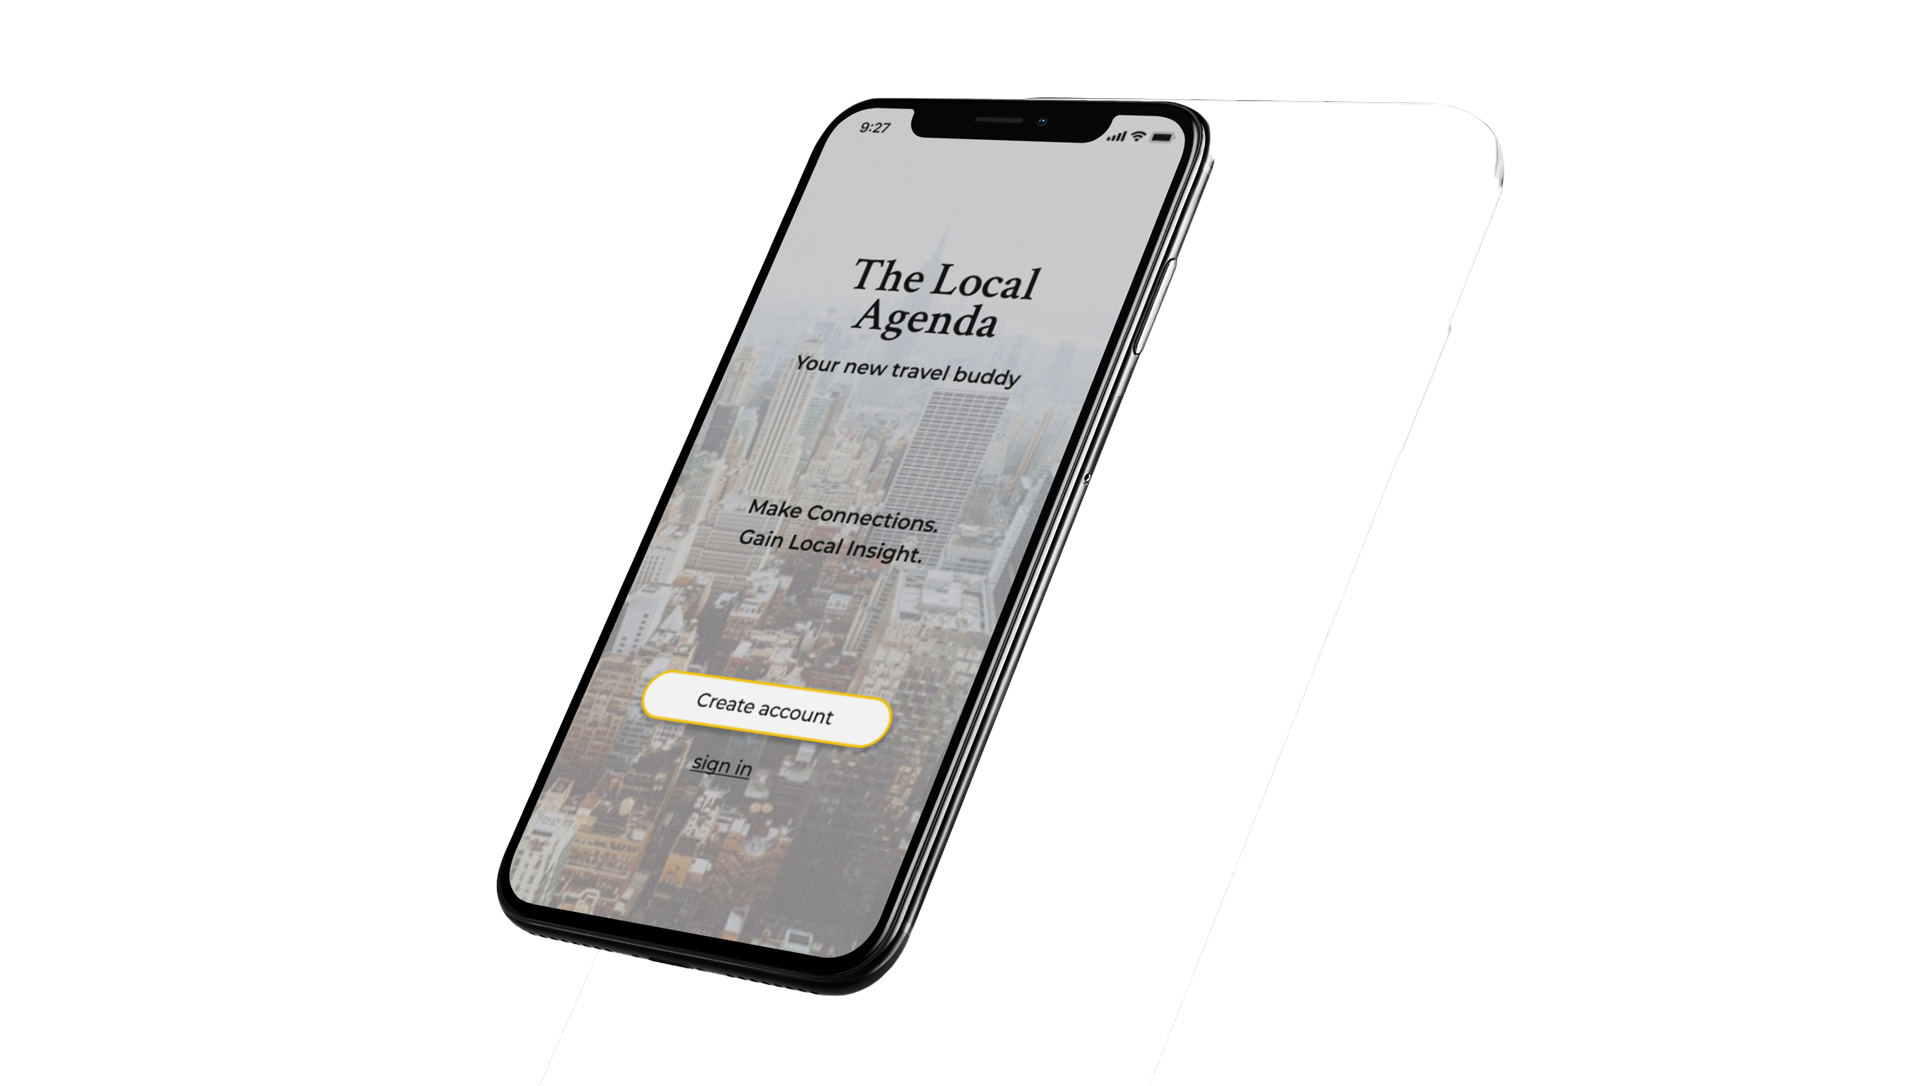 9:27
The Local
Agenda
Your new travel buddy
Make Connections.
Gain Local Insight.
Create account
sign in